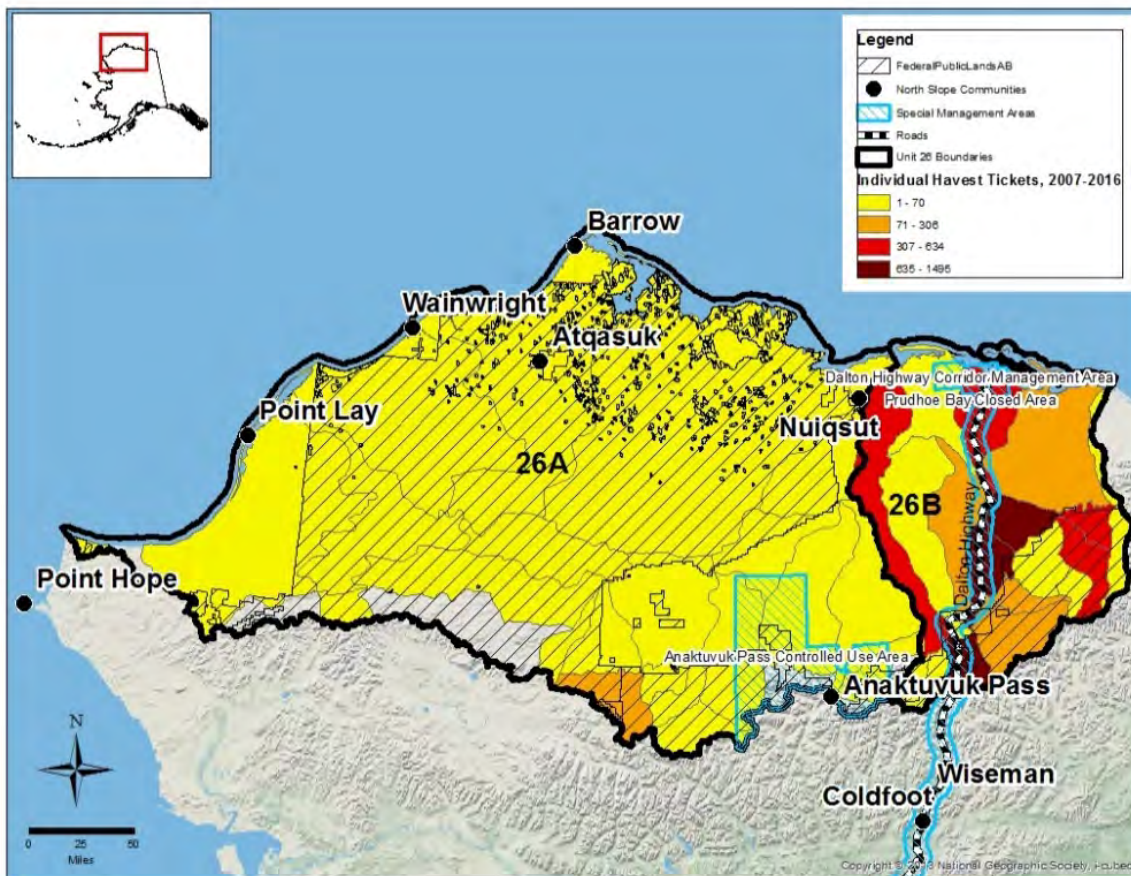 Legend
FederalPublicLandsAB
North Slope Communities
Special Management Areas
Roads
Unit 26 Boundaries
Individual Havest Tickets, 2007-2016
1 - 70
71 - 306
307 - 634
635 - 1495
Barrow
Wainwright
Atqasuk
Point Lay
Dalton Highway Corridor Management Area
Prudhoe Bay Closed Area
Nuiqsut
26A
26B
Dalton Highway
Point Hope
Anaktuvuk Pass Controlled Use Area
Anaktuvuk Pass
N
Wiseman
Coldfoot
0 25 50
Miles
National Geographic Society, i-cubed